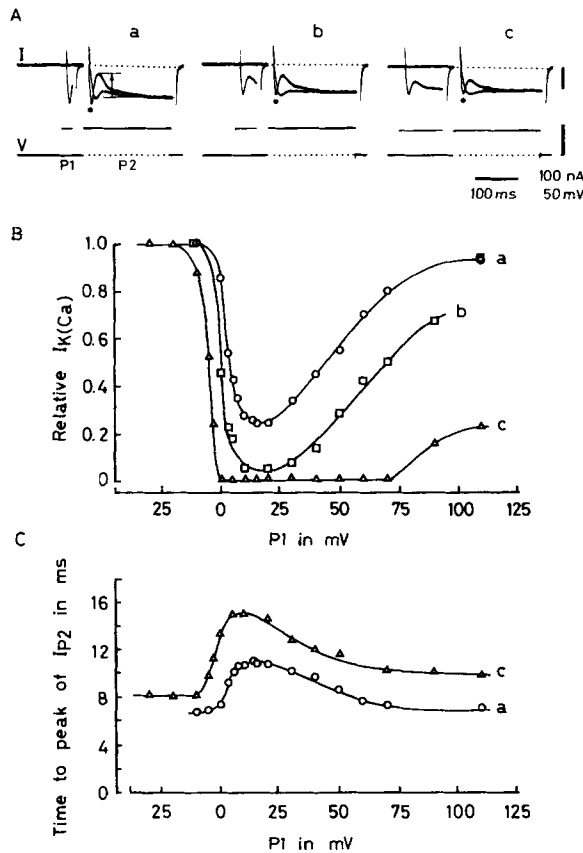 A
a b c
I
V
P1 P2
100 nA
100 ms 50 mV
B
Relative I K(Ca)
1.0
0.8
0.6
0.4
0.2
0
a
b
c
25 0 25 50 75 100 125
P1 in mV
C
Time to peak of I P2 in ms
16
12
8
4
0
c
a
25 0 25 50 75 100 125
P1 in mV